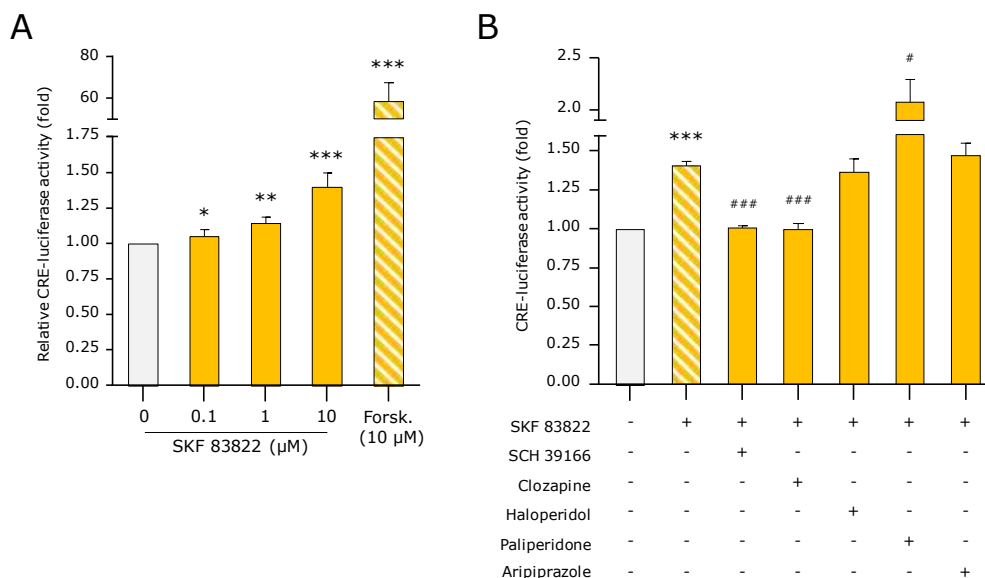 A
Relative CRE-luciferase activity (fold)
80
60
1.75
1.50
1.25
1.00
0.75
0.50
0.25
0.00
*
**
***
***
0 0.1 1 10 Forsk.
(10 µM)
SKF 83822 (µM)
B
CRE-luciferase activity (fold)
2.5
2.0
1.50
1.25
1.00
0.75
0.50
0.25
0.00
***
###
###
#
SKF 83822 - + + + + + +
SCH 39166 - - + - - - -
Clozapine - - - + - - -
Haloperidol - - - - + - -
Paliperidone - - - - - + -
Aripiprazole - - - - - - +